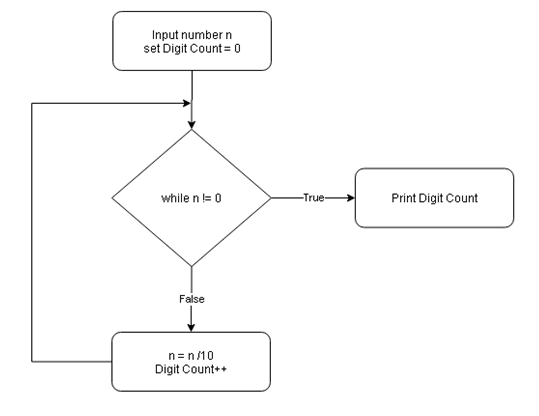 Input number n
set Digit Count = 0
while n != 0
True
Print Digit Count
False
n = n /10
Digit Count++